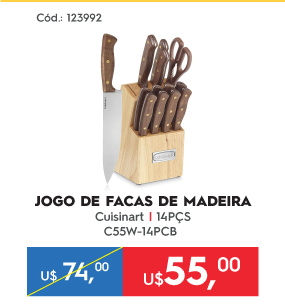 Cód.: 123992
JOGO DE FACAS DE MADEIRA
Cuisinart | 14PÇS
C55W-14PCB
U$ 74,00
U$55,00